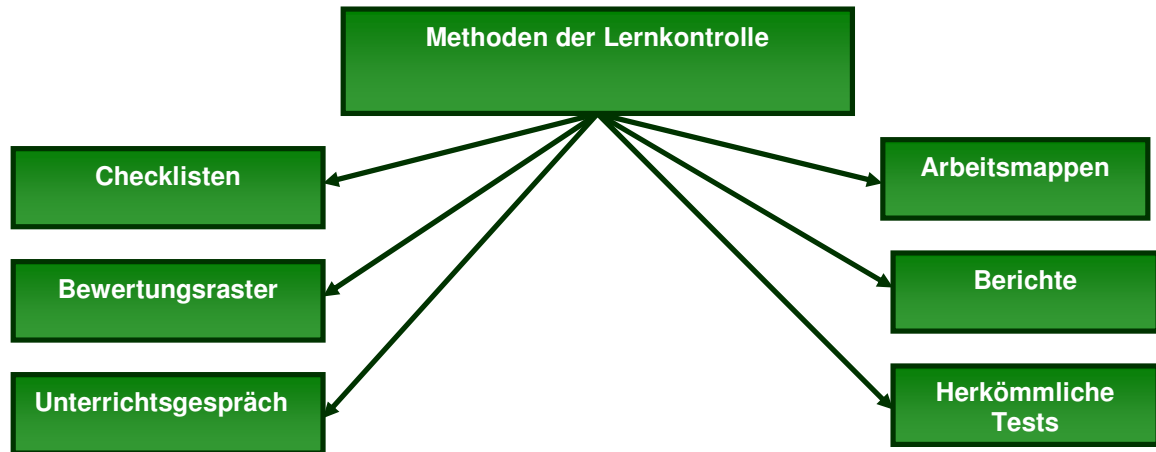 Methoden der Lernkontrolle
Checklisten
Arbeitsmappen
Bewertungsraster
Berichte
Unterrichtsgespräch
Herkömmliche
Tests